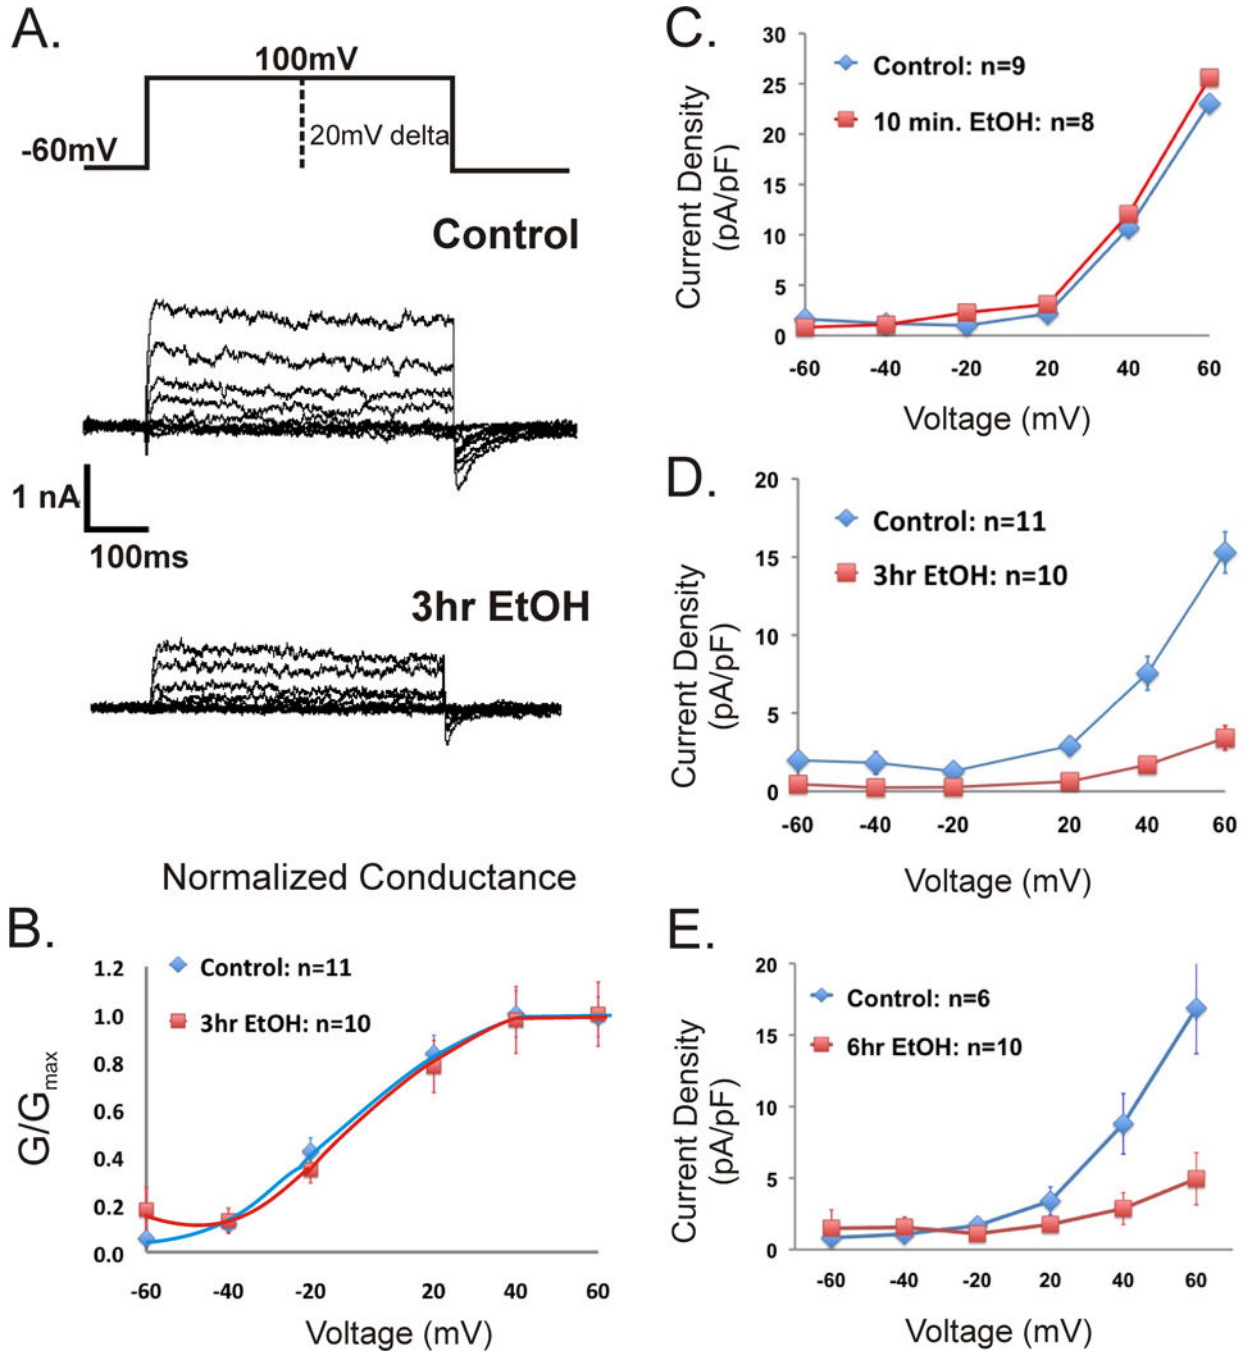 A.
100mV
-60mV
20mV delta
Control
1 nA
100ms
3hr EtOH
Normalized Conductance
B.
Control: n=11
3hr EtOH: n=10
G/Gmax
1.2
1.0
0.8
0.6
0.4
0.2
0.0
-60 -40 -20 20 40 60
Voltage (mV)
C.
Control: n=9
10 min. EtOH: n=8
Current Density
(pA/pF)
30
25
20
15
10
5
0
-60 -40 -20 20 40 60
Voltage (mV)
D.
Control: n=11
3hr EtOH: n=10
Current Density
(pA/pF)
20
15
10
5
0
-60 -40 -20 20 40 60
Voltage (mV)
E.
Control: n=6
6hr EtOH: n=10
Current Density
(pA/pF)
20
15
10
5
0
-60 -40 -20 20 40 60
Voltage (mV)